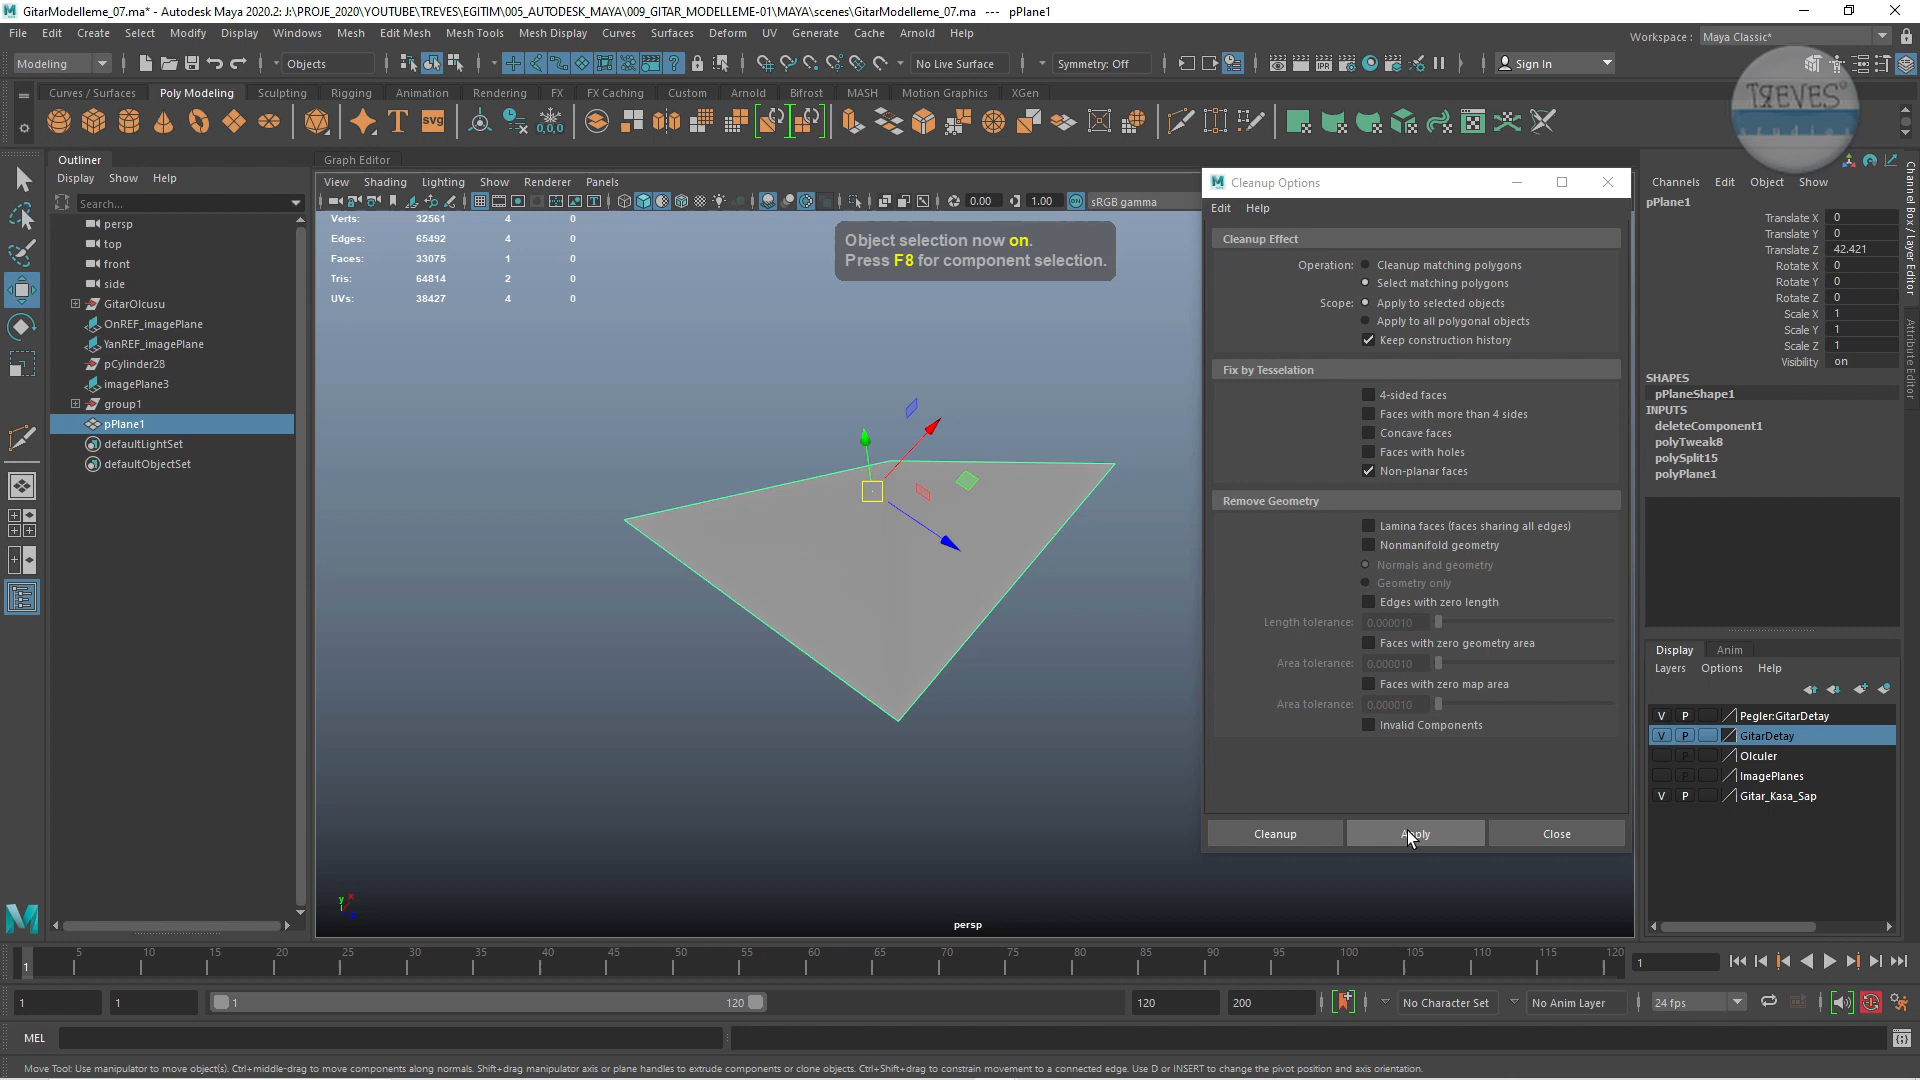 GitarModelleme_07.ma* - Autodesk Maya 2020.2: J:\PROJE_2020\YOUTUBE\TREVES\EGITIM\005_AUTODESK_MAYA\009_GITAR_MODELLEME-01\MAYA\scenes\GitarModelleme_07.ma --- pPlane1
File Edit Create Select Modify Display Windows Mesh Edit Mesh Mesh Tools Mesh Display Curves Surfaces Deform UV Generate Cache Arnold Help
Workspace : Maya Classic*
Modeling Objects No Live Surface Symmetry: Off Sign In
Curves / Surfaces Poly Modeling Sculpting Rigging Animation Rendering FX FX Caching Custom Arnold Bifrost MASH Motion Graphics XGen
TREVES
studios
Outliner
Display Show Help
Search...
persp
top
front
side
GitarOlcusu
OnREF_imagePlane
YanREF_imagePlane
pCylinder28
imagePlane3
group1
pPlane1
defaultLightSet
defaultObjectSet
Graph Editor
View Shading Lighting Show Renderer Panels
0.00 1.00 sRGB gamma
Verts: 32561 4 0
Edges: 65492 4 0
Faces: 33075 1 0
Tris: 64814 2 0
UVs: 38427 4 0
Object selection now on.
Press F8 for component selection.
persp
Cleanup Options
Edit Help
Cleanup Effect
Operation: Cleanup matching polygons
Select matching polygons
Scope: Apply to selected objects
Apply to all polygonal objects
Keep construction history
Fix by Tesselation
4-sided faces
Faces with more than 4 sides
Concave faces
Faces with holes
Non-planar faces
Remove Geometry
Lamina faces (faces sharing all edges)
Nonmanifold geometry
Normals and geometry
Geometry only
Edges with zero length
Length tolerance: 0.000010
Faces with zero geometry area
Area tolerance: 0.000010
Faces with zero map area
Area tolerance: 0.000010
Invalid Components
Cleanup Apply Close
Channels Edit Object Show
pPlane1
Translate X 0
Translate Y 0
Translate Z 42.421
Rotate X 0
Rotate Y 0
Rotate Z 0
Scale X 1
Scale Y 1
Scale Z 1
Visibility on
SHAPES
pPlaneShape1
INPUTS
deleteComponent1
polyTweak8
polySplit15
polyPlane1
Channel Box / Layer Editor
Attribute Editor
Display Anim
Layers Options Help
V P Pegler:GitarDetay
V P GitarDetay
P Olculer
P ImagePlanes
V P Gitar_Kasa_Sap
1 5 10 15 20 25 30 35 40 45 50 55 60 65 70 75 80 85 90 95 100 105 110 115 120
1
1 1 1 120 120 200 No Character Set No Anim Layer 24 fps
MEL
Move Tool: Use manipulator to move object(s). Ctrl+middle-drag to move components along normals. Shift+drag manipulator axis or plane handles to extrude components or clone objects. Ctrl+Shift+drag to constrain movement to a connected edge. Use D or INSERT to change the pivot position and axis orientation.